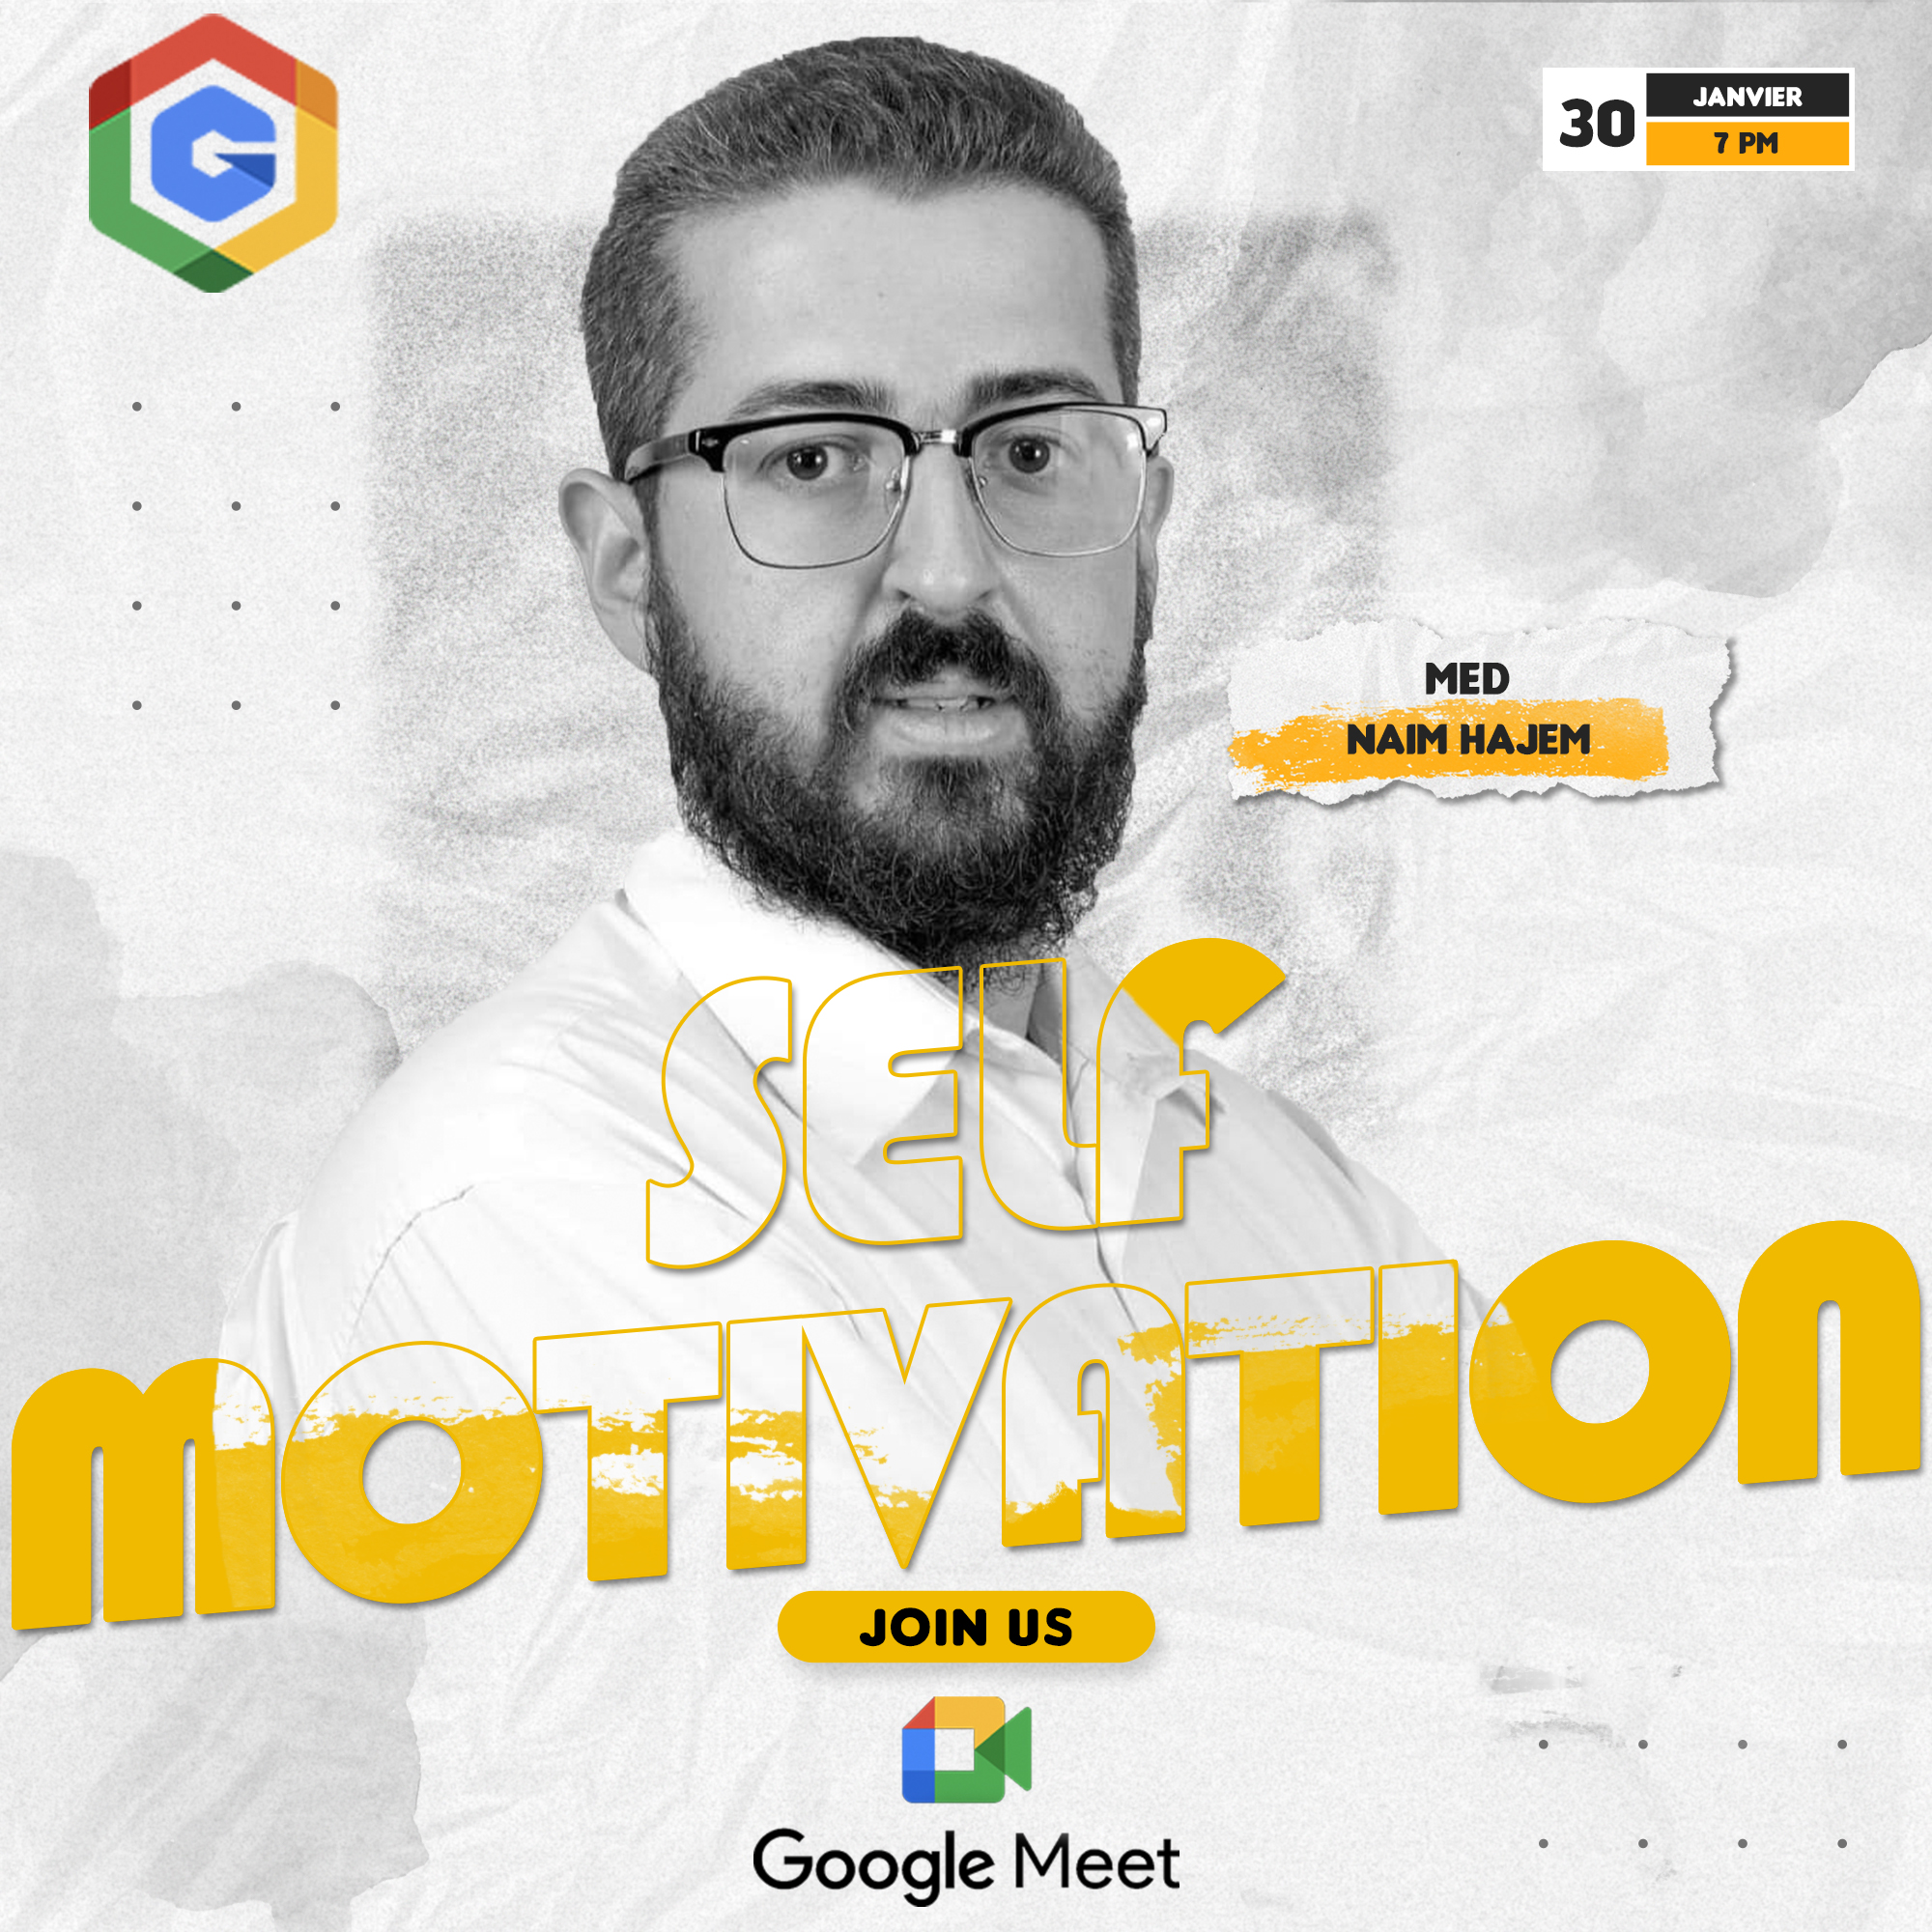 G
30
JANVIER
7 PM
MED
NAIM HAJEM
SELF
MOTIVATION
JOIN US
Google Meet